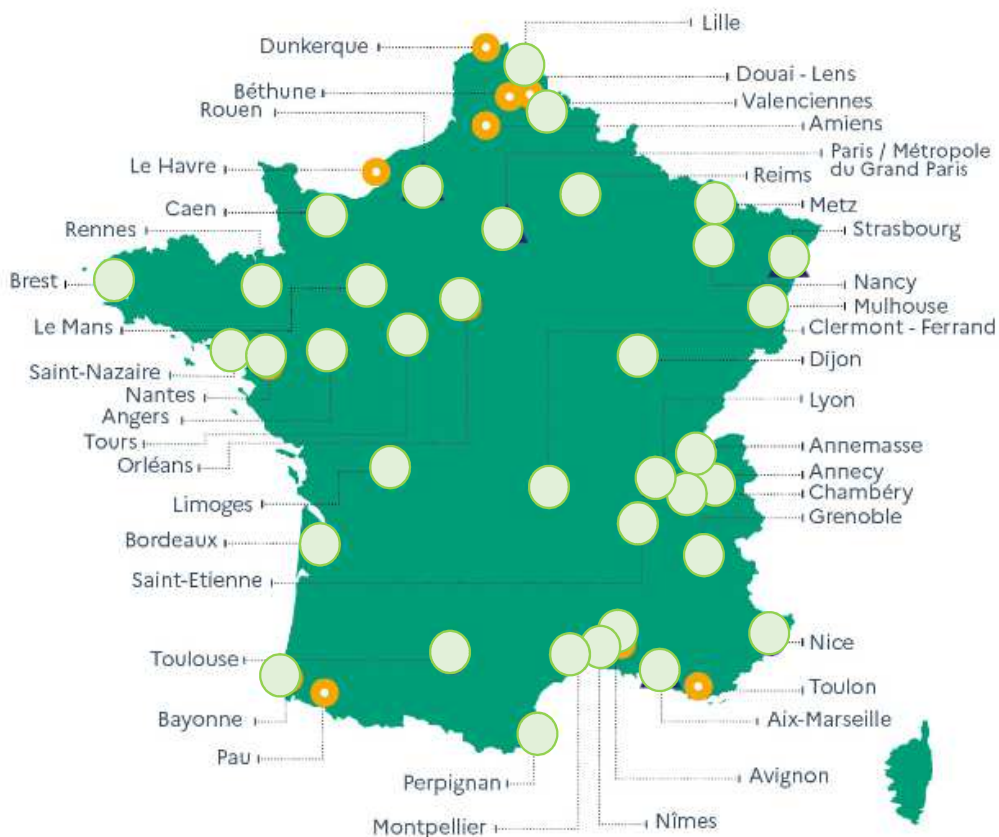 Lille
Dunkerque
Douai - Lens
Béthune
Valenciennes
Rouen
Amiens
Paris / Métropole
du Grand Paris
Le Havre
Reims
Metz
Caen
Strasbourg
Rennes
Brest
Nancy
Mulhouse
Le Mans
Clermont - Ferrand
Dijon
Saint-Nazaire
Nantes
Lyon
Angers
Tours
Annemasse
Orléans
Annecy
Chambéry
Limoges
Grenoble
Bordeaux
Saint-Etienne
Nice
Toulouse
Toulon
Bayonne
Aix-Marseille
Pau
Avignon
Perpignan
Nîmes
Montpellier